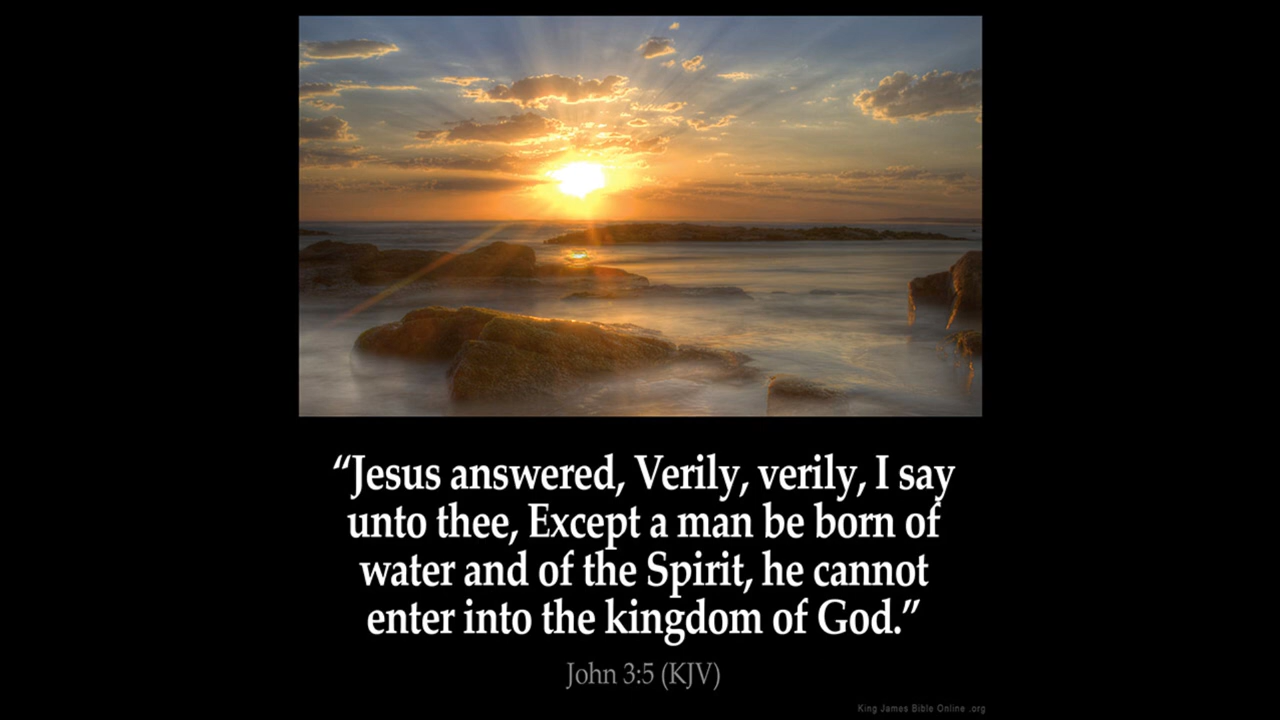 “Jesus answered, Verily, verily, I say
unto thee, Except a man be born of
water and of the Spirit, he cannot
enter into the kingdom of God.”
John 3:5 (KJV)
King James Bible Online .org